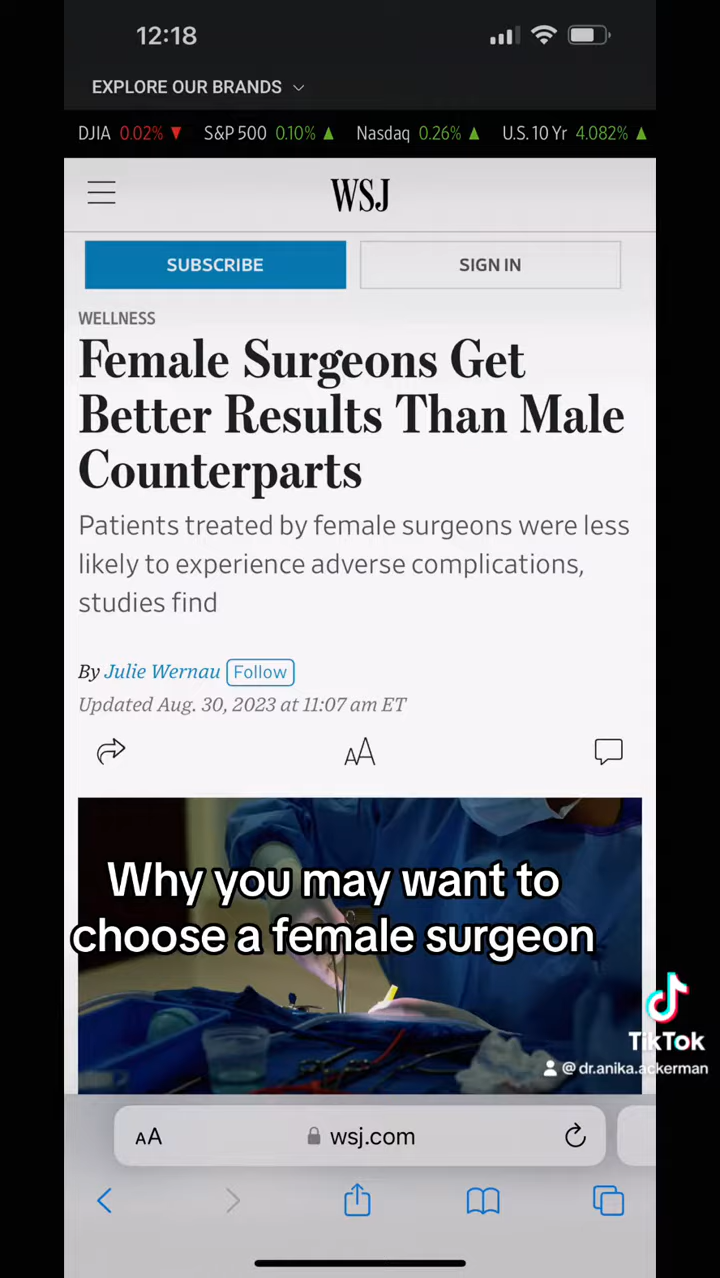 12:18
EXPLORE OUR BRANDS
DJIA 0.02% ▼ S&P 500 0.10% ▲ Nasdaq 0.26% ▲ U.S. 10 Yr 4.082% ▲
WSJ
SUBSCRIBE SIGN IN
WELLNESS
Female Surgeons Get
Better Results Than Male
Counterparts
Patients treated by female surgeons were less
likely to experience adverse complications,
studies find
By Julie Wernau Follow
Updated Aug. 30, 2023 at 11:07 am ET
AA
Why you may want to
choose a female surgeon
TikTok
@dr.anika.ackerman
AA wsj.com